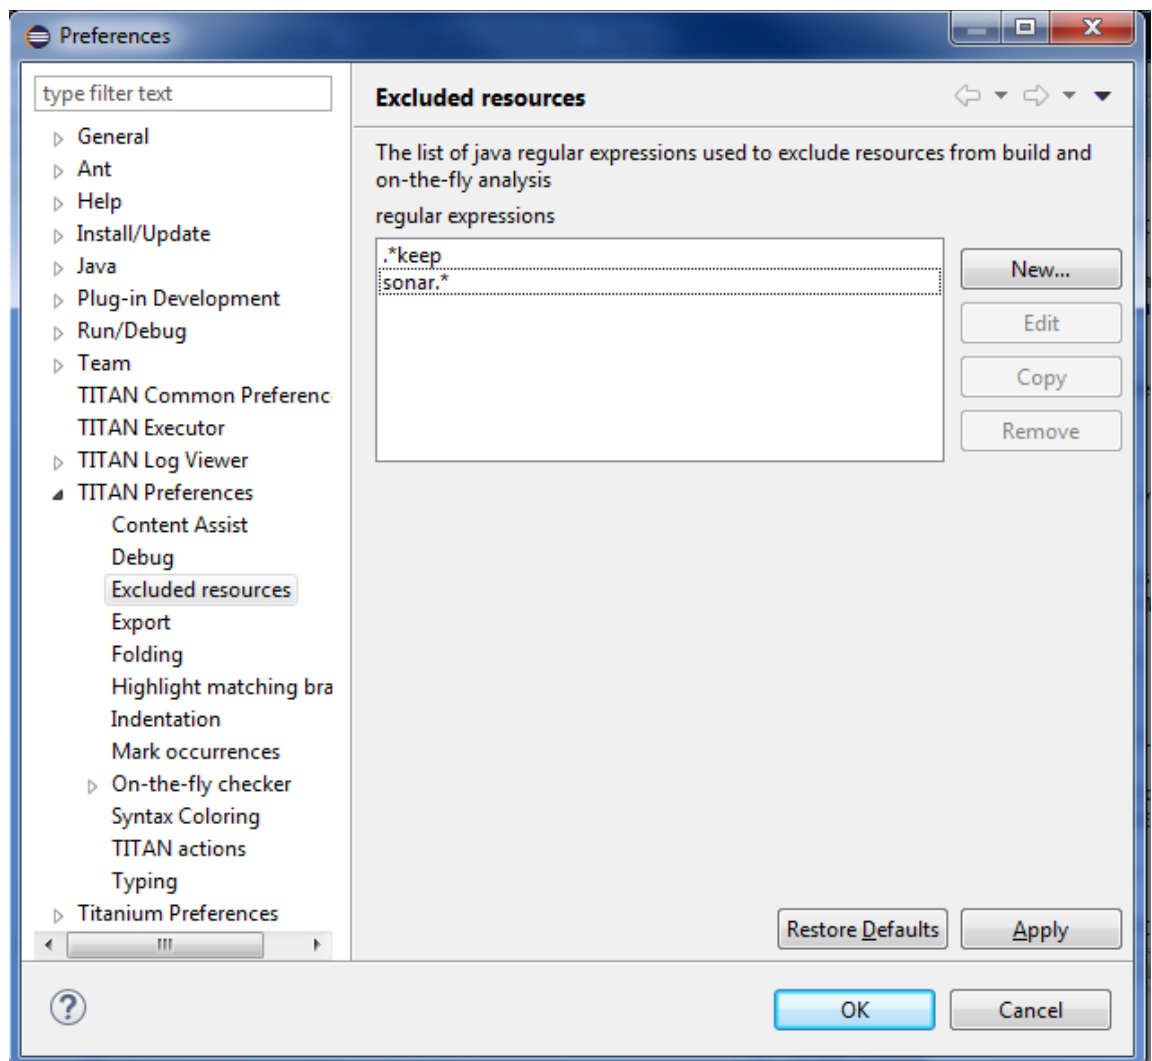 Preferences
type filter text
General
Ant
Help
Install/Update
Java
Plug-in Development
Run/Debug
Team
TITAN Common Preferenc
TITAN Executor
TITAN Log Viewer
TITAN Preferences
Content Assist
Debug
Excluded resources
Export
Folding
Highlight matching bra
Indentation
Mark occurrences
On-the-fly checker
Syntax Coloring
TITAN actions
Typing
Titanium Preferences
Excluded resources
The list of java regular expressions used to exclude resources from build and
on-the-fly analysis
regular expressions
.*keep
sonar.*
New...
Edit
Copy
Remove
Restore Defaults
Apply
OK
Cancel